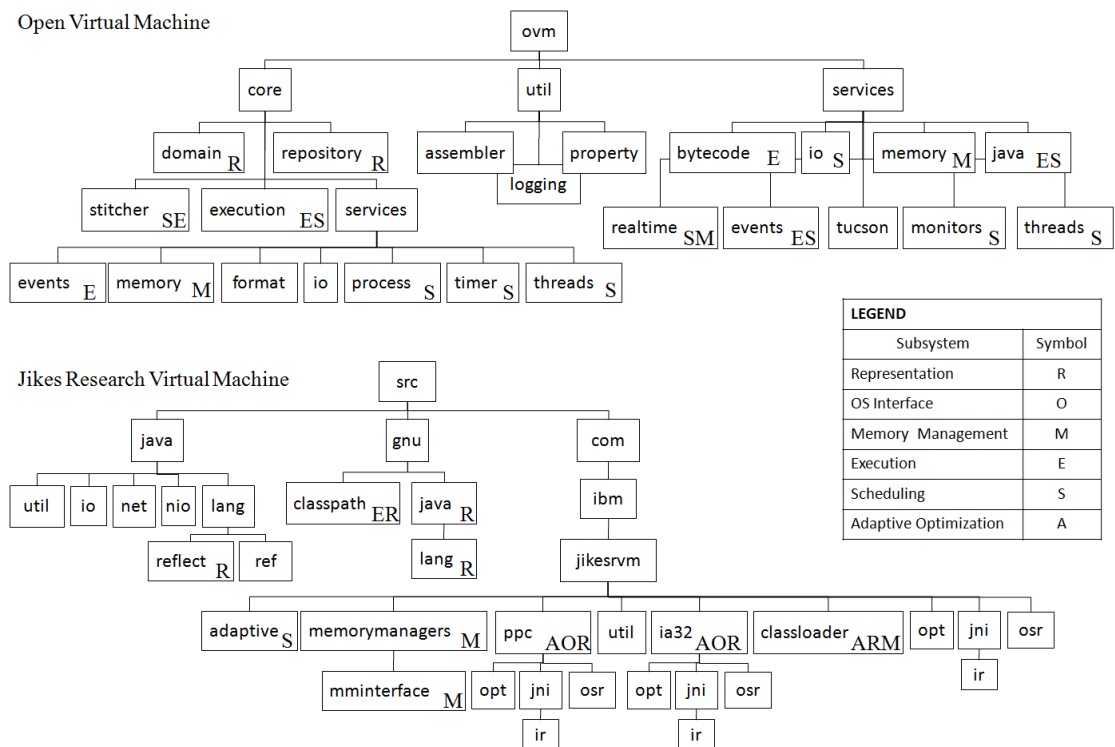 Open Virtual Machine
ovm
core
util
services
domain R
repository R
assembler
property
logging
bytecode E
io S
memory M
java ES
stitcher SE
execution ES
services
realtime SM
events ES
tucson
monitors S
threads S
events E
memory M
format
io
process S
timer S
threads S
LEGEND
Subsystem Symbol
Representation R
OS Interface O
Memory Management M
Execution E
Scheduling S
Adaptive Optimization A
Jikes Research Virtual Machine
src
java
gnu
com
util
io
net
nio
lang
classpath ER
java R
ibm
reflect R
ref
lang R
jikesrvm
adaptive S
memorymanagers M
ppc AOR
util
ia32 AOR
classloader ARM
opt
jni
osr
mminterface M
opt
jni
osr
opt
jni
osr
ir
ir
ir